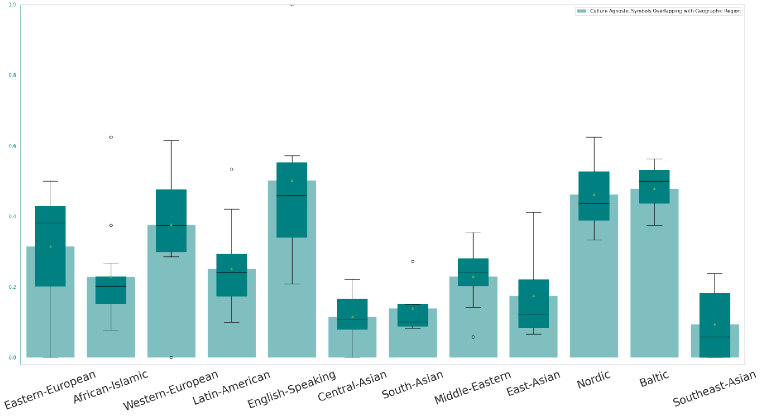 1.0
Culture Agnostic: Symbols Overlapping with Geographic Region
0.8
0.6
0.4
0.2
0.0
Eastern-European
African-Islamic
Western-European
Latin-American
English-Speaking
Central-Asian
South-Asian
Middle-Eastern
East-Asian
Nordic
Baltic
Southeast-Asian